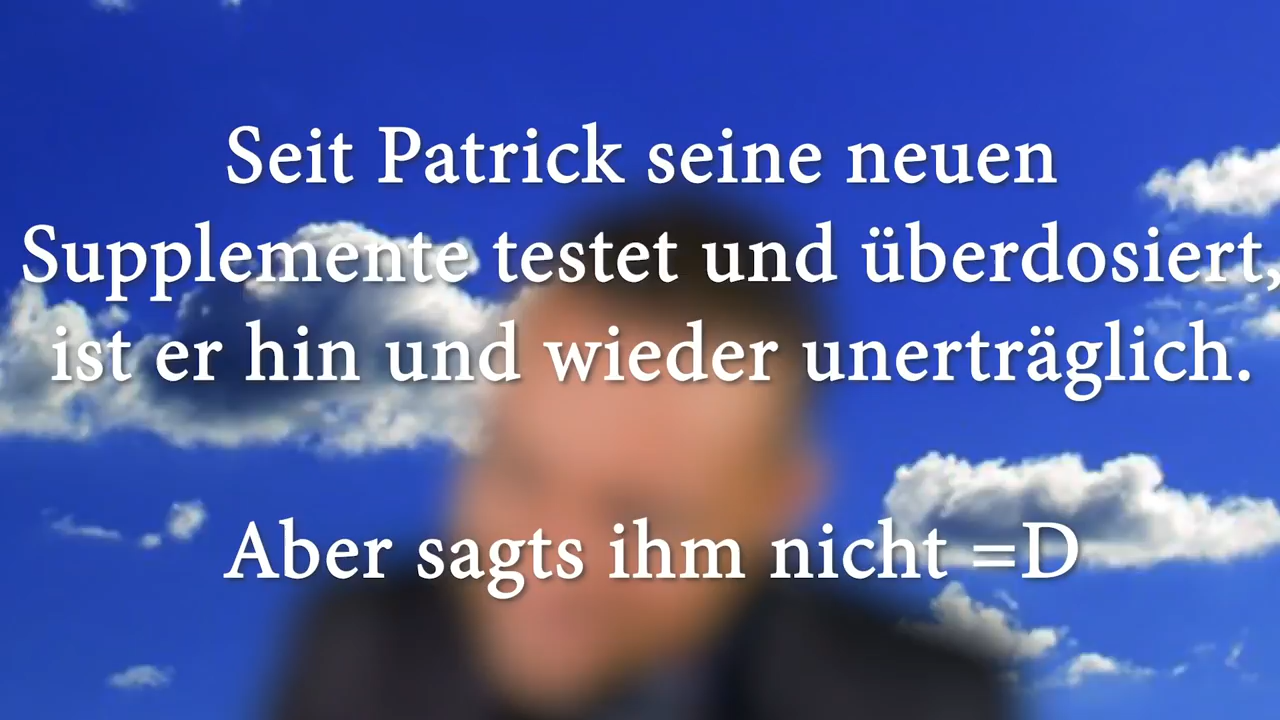 Seit Patrick seine neuen
Supplemente testet und überdosiert,
ist er hin und wieder unerträglich.
Aber sagts ihm nicht =D